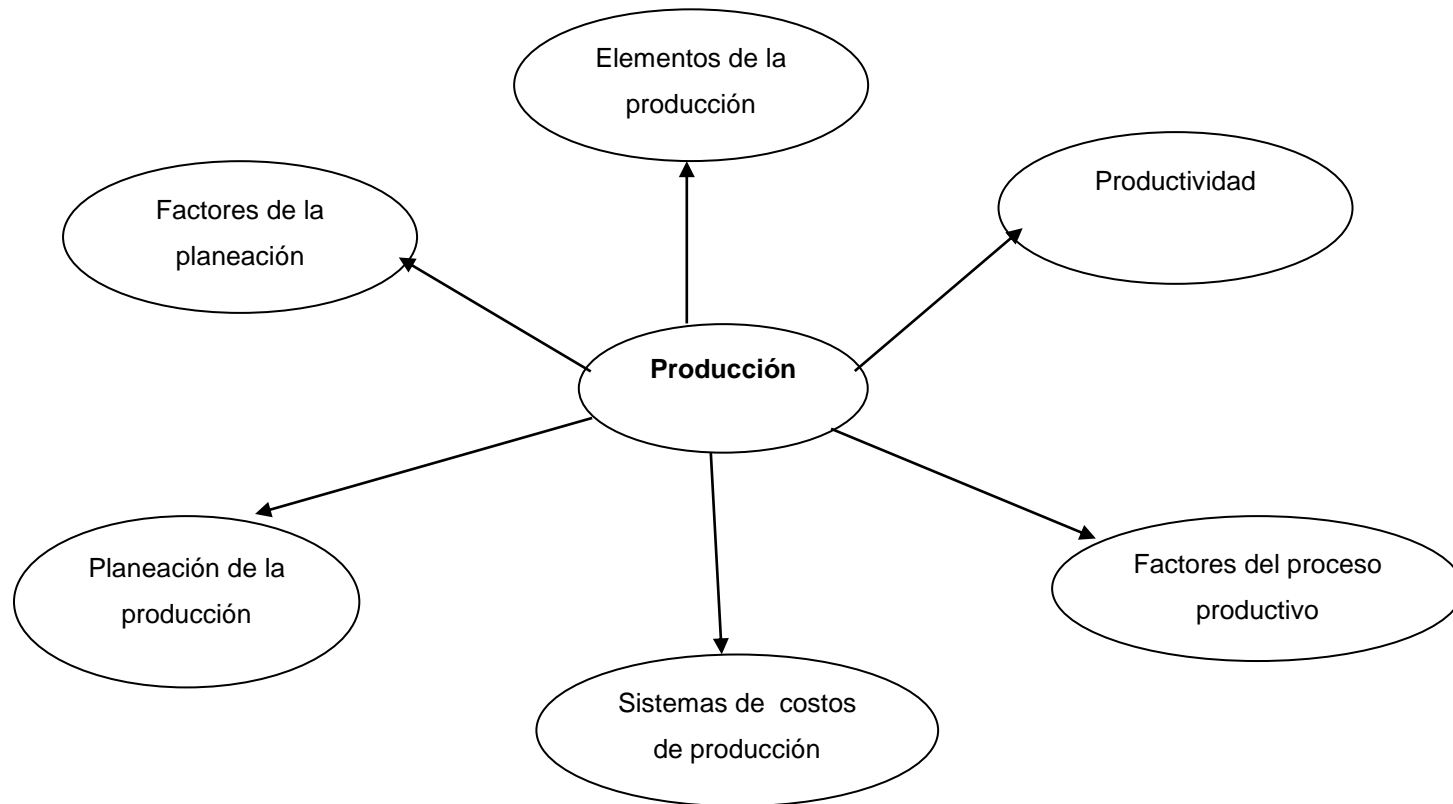 Elementos de la
producción
Productividad
Factores de la
planeación
Producción
Planeación de la
producción
Factores del proceso
productivo
Sistemas de  costos
de producción